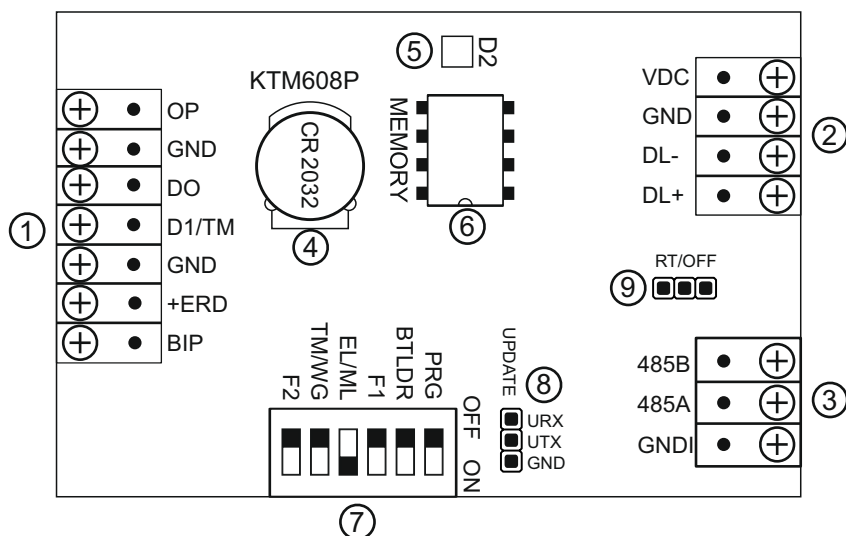 5
D2
KTM608P
MEMORY
CR2032
4
6
1
OP
GND
DO
D1/TM
GND
+ERD
BIP
VDC
GND
DL-
DL+
2
RT/OFF
9
485B
485A
GNDI
3
F2
TM/WG
EL/ML
F1
BTLDR
PRG
OFF
ON
7
UPDATE
8
URX
UTX
GND